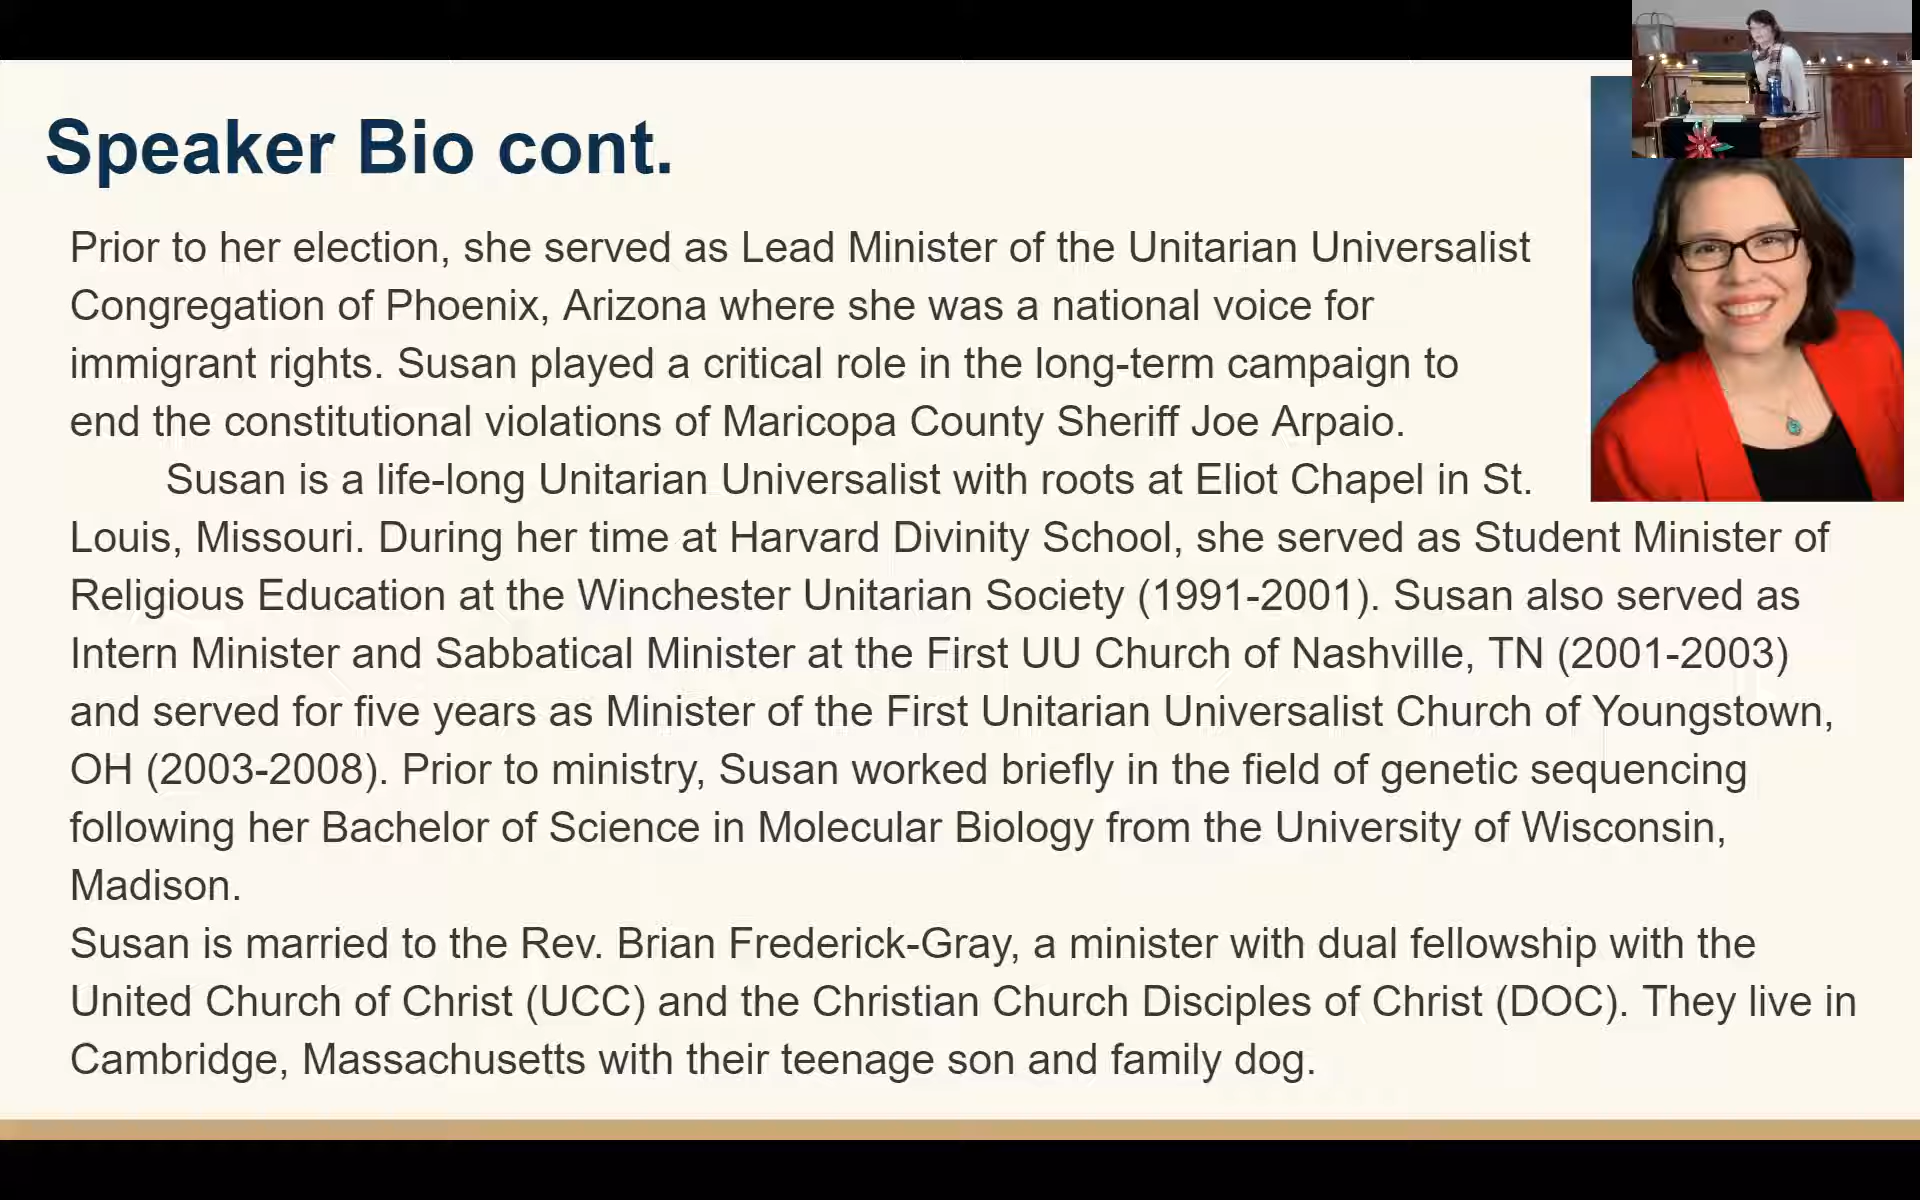 Speaker Bio cont.
Prior to her election, she served as Lead Minister of the Unitarian Universalist
Congregation of Phoenix, Arizona where she was a national voice for
immigrant rights. Susan played a critical role in the long-term campaign to
end the constitutional violations of Maricopa County Sheriff Joe Arpaio.
Susan is a life-long Unitarian Universalist with roots at Eliot Chapel in St.
Louis, Missouri. During her time at Harvard Divinity School, she served as Student Minister of
Religious Education at the Winchester Unitarian Society (1991-2001). Susan also served as
Intern Minister and Sabbatical Minister at the First UU Church of Nashville, TN (2001-2003)
and served for five years as Minister of the First Unitarian Universalist Church of Youngstown,
OH (2003-2008). Prior to ministry, Susan worked briefly in the field of genetic sequencing
following her Bachelor of Science in Molecular Biology from the University of Wisconsin,
Madison.
Susan is married to the Rev. Brian Frederick-Gray, a minister with dual fellowship with the
United Church of Christ (UCC) and the Christian Church Disciples of Christ (DOC). They live in
Cambridge, Massachusetts with their teenage son and family dog.